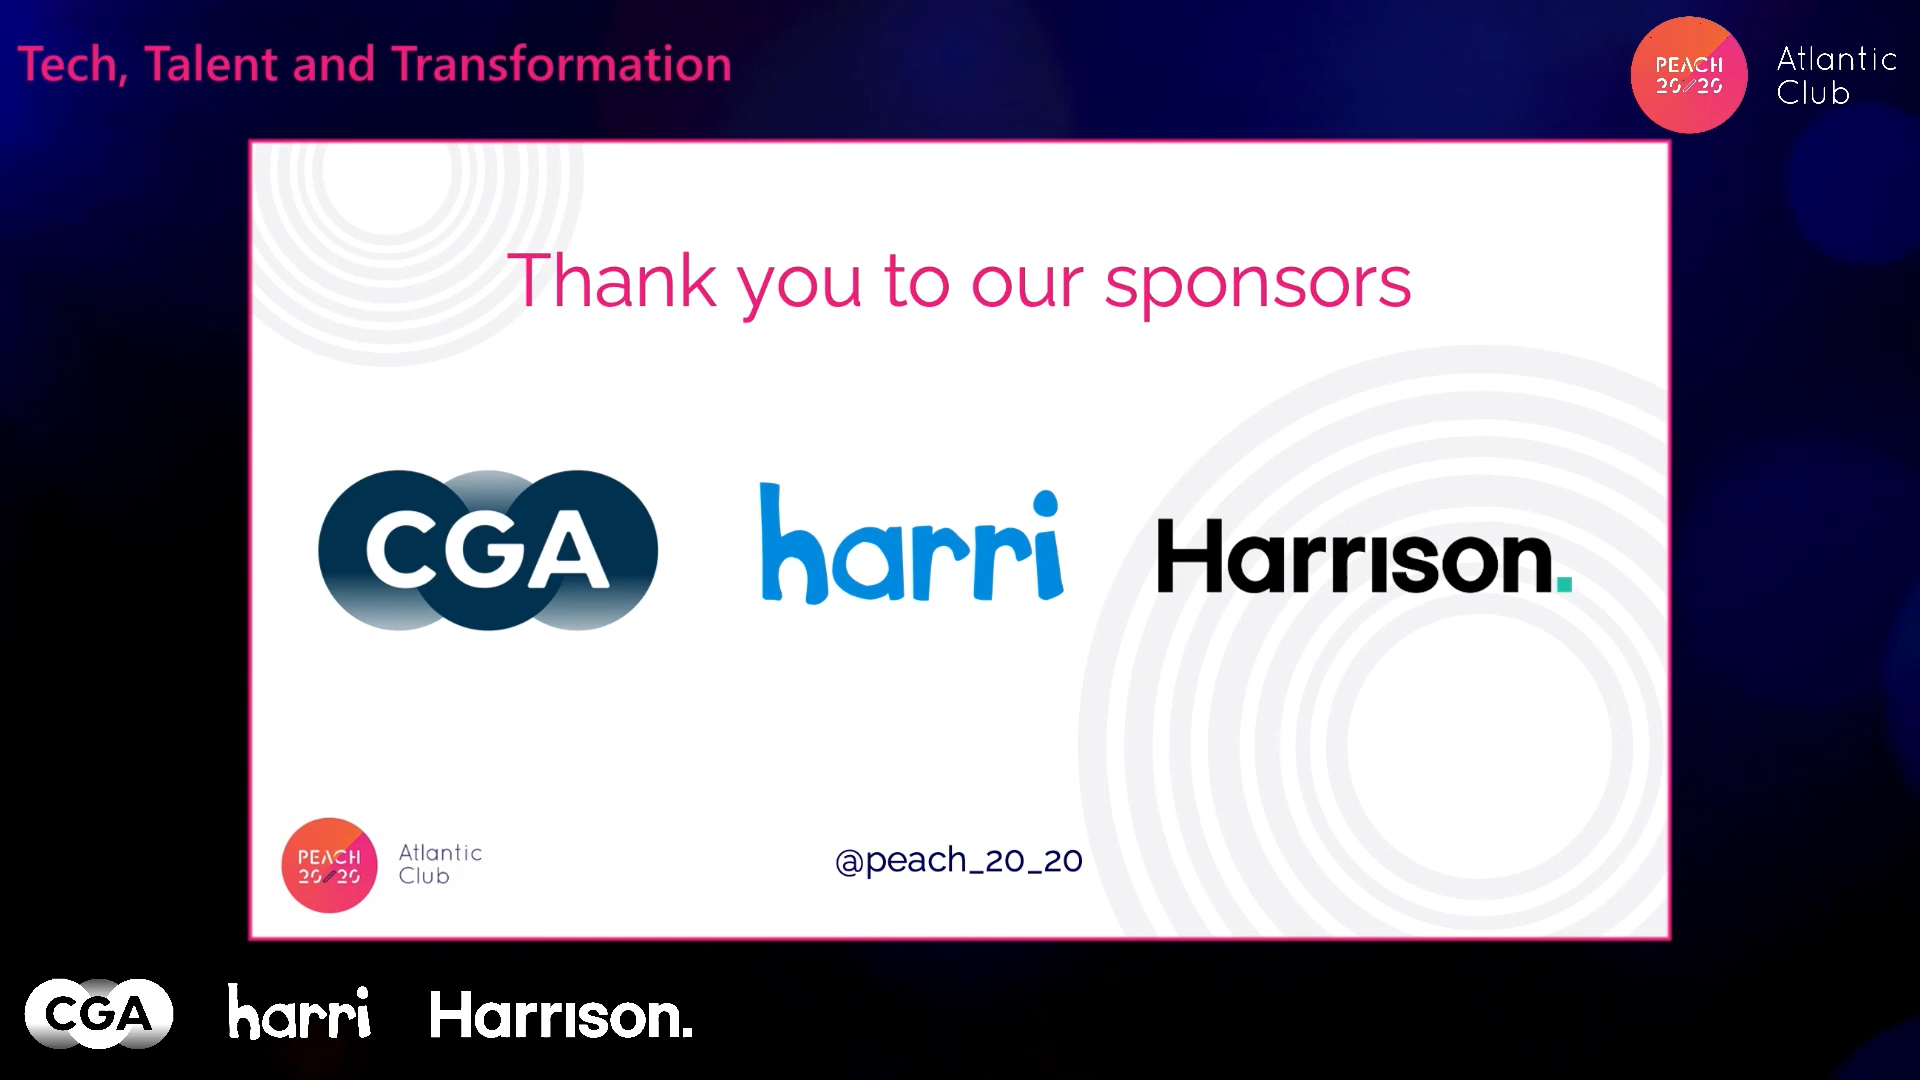 Tech, Talent and Transformation
PEACH
20//20
Atlantic
Club
Thank you to our sponsors
CGA
harri
Harrison.
PEACH
20//20
Atlantic
Club
@peach_20_20
CGA
harri
Harrison.